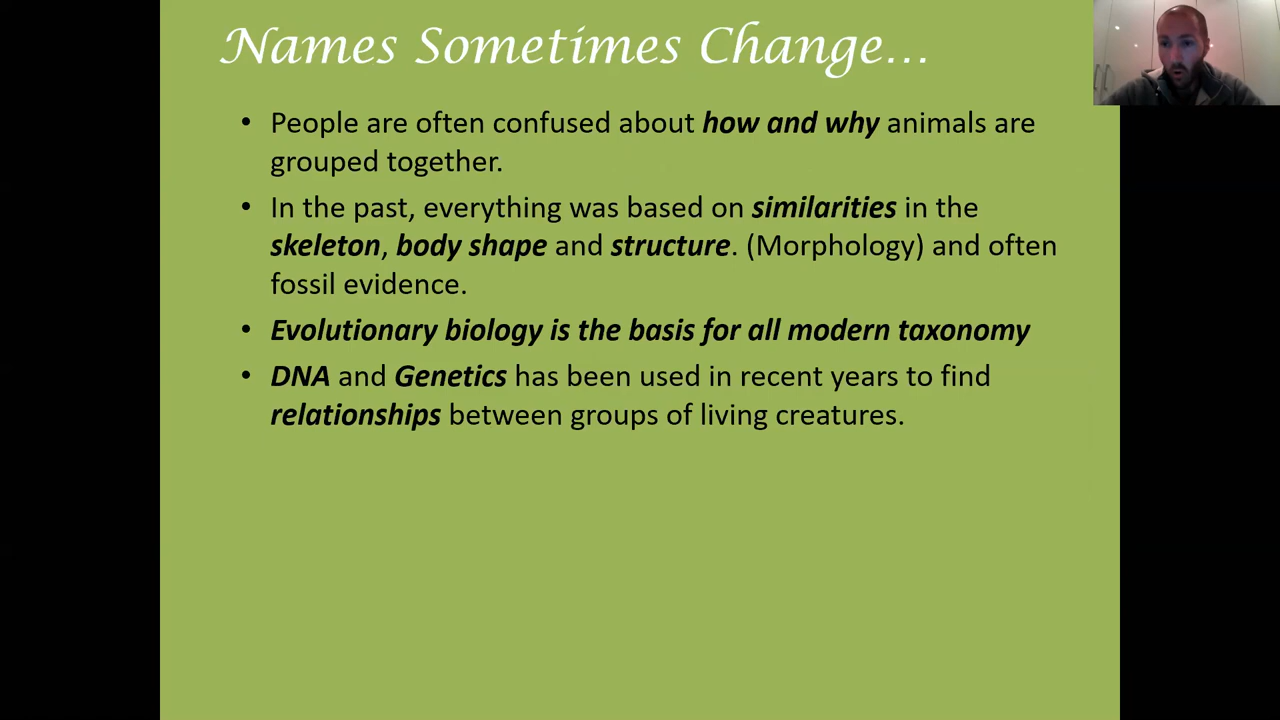 Names Sometimes Change...
• People are often confused about how and why animals are
grouped together.
• In the past, everything was based on similarities in the
skeleton, body shape and structure. (Morphology) and often
fossil evidence.
• Evolutionary biology is the basis for all modern taxonomy
• DNA and Genetics has been used in recent years to find
relationships between groups of living creatures.